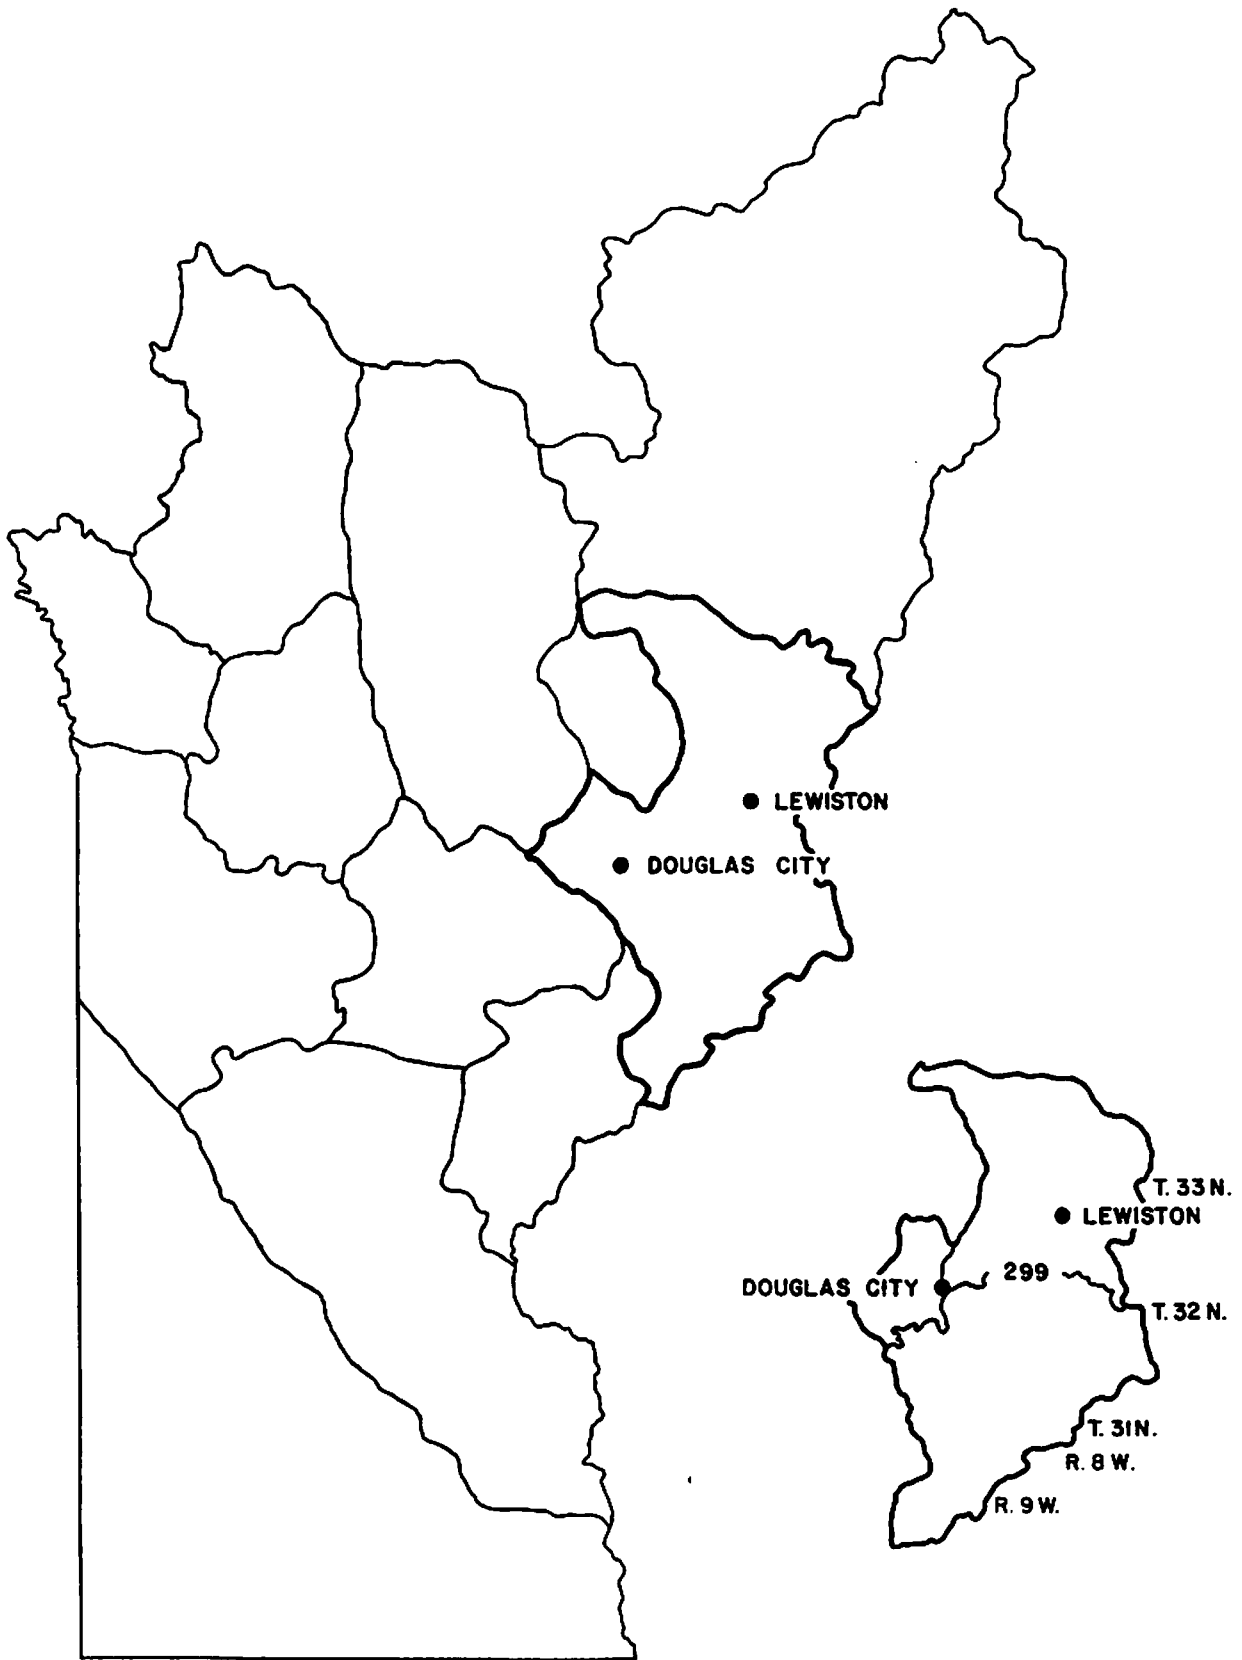 LEWISTON
DOUGLAS CITY
T. 33 N.
LEWISTON
299
DOUGLAS CITY
T. 32 N.
T. 31 N.
R. 8 W.
R. 9 W.